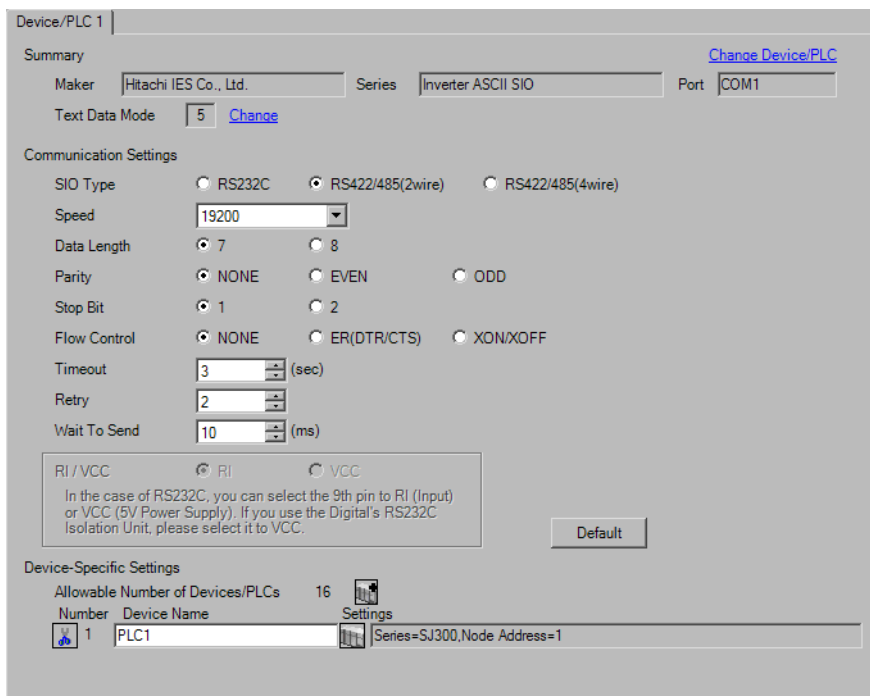 Device/PLC 1
Summary Change Device/PLC
Maker Hitachi IES Co., Ltd. Series Inverter ASCII SIO Port COM1
Text Data Mode 5 Change
Communication Settings
SIO Type RS232C RS422/485(2wire) RS422/485(4wire)
Speed 19200
Data Length 7 8
Parity NONE EVEN ODD
Stop Bit 1 2
Flow Control NONE ER(DTR/CTS) XON/XOFF
Timeout 3 (sec)
Retry 2
Wait To Send 10 (ms)
RI / VCC RI VCC
In the case of RS232C, you can select the 9th pin to RI (Input)
or VCC (5V Power Supply). If you use the Digital's RS232C
Isolation Unit, please select it to VCC.
Default
Device-Specific Settings
Allowable Number of Devices/PLCs 16
Number Device Name Settings
1 PLC1 Series=SJ300,Node Address=1